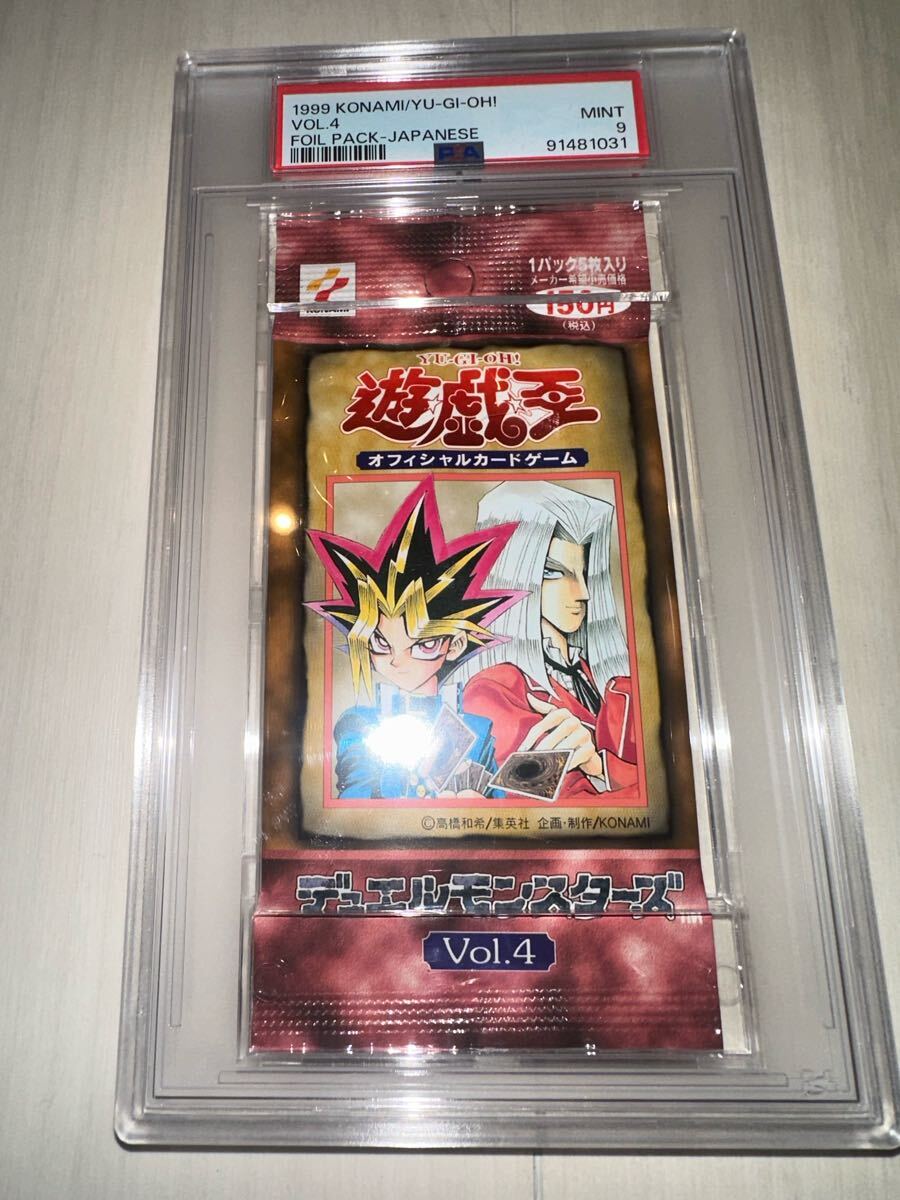 1999 KONAMI/YU-GI-OH!
VOL.4
FOIL PACK-JAPANESE
MINT
9
91481031
PSA
KONAMI
1パック5枚入り
メーカー希望小売価格
150円
(税込)
YU-GI-OH!
遊☆戯☆王
オフィシャルカードゲーム
©高橋和希/集英社 企画・制作/KONAMI
デュエルモンスターズ
TM
Vol.4